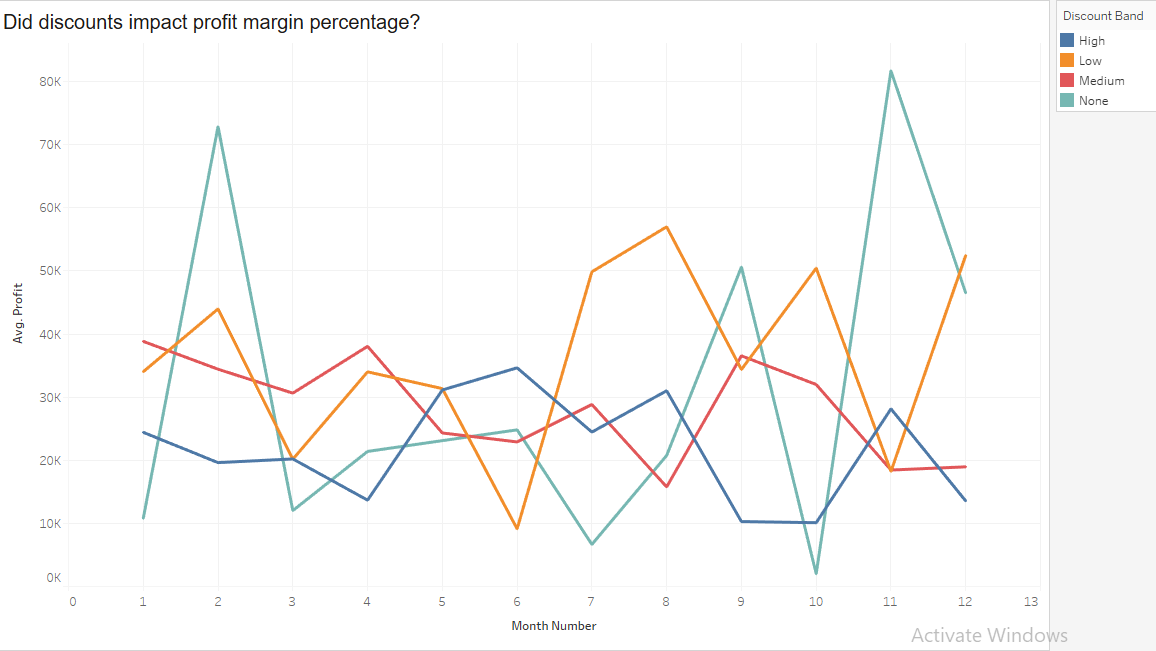 Did discounts impact profit margin percentage?
Discount Band
High
Low
Medium
None
80K
70K
60K
50K
40K
30K
20K
10K
0K
Avg. Profit
0 1 2 3 4 5 6 7 8 9 10 11 12 13
Month Number
Activate Windows